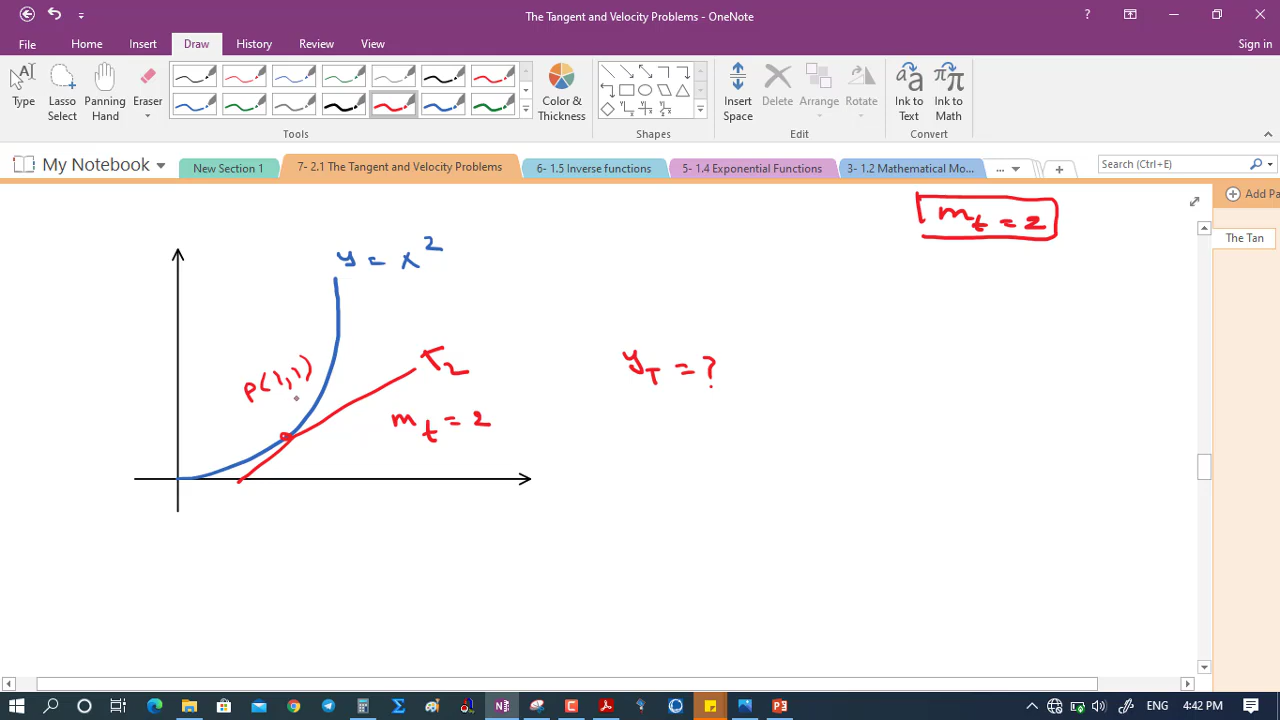 The Tangent and Velocity Problems - OneNote
?
File
Home
Insert
Draw
History
Review
View
Sign in
Type
Lasso Select
Panning Hand
Eraser
Color & Thickness
Insert Space
Delete
Arrange
Rotate
Ink to Text
Ink to Math
Tools
Shapes
Edit
Convert
My Notebook
New Section 1
7- 2.1 The Tangent and Velocity Problems
6- 1.5 Inverse functions
5- 1.4 Exponential Functions
3- 1.2 Mathematical Mo...
...
Search (Ctrl+E)
Add Pa
The Tan
m_t = 2
y = x^2
P(1,1)
m_t = 2
y_T = ?
ENG
4:42 PM